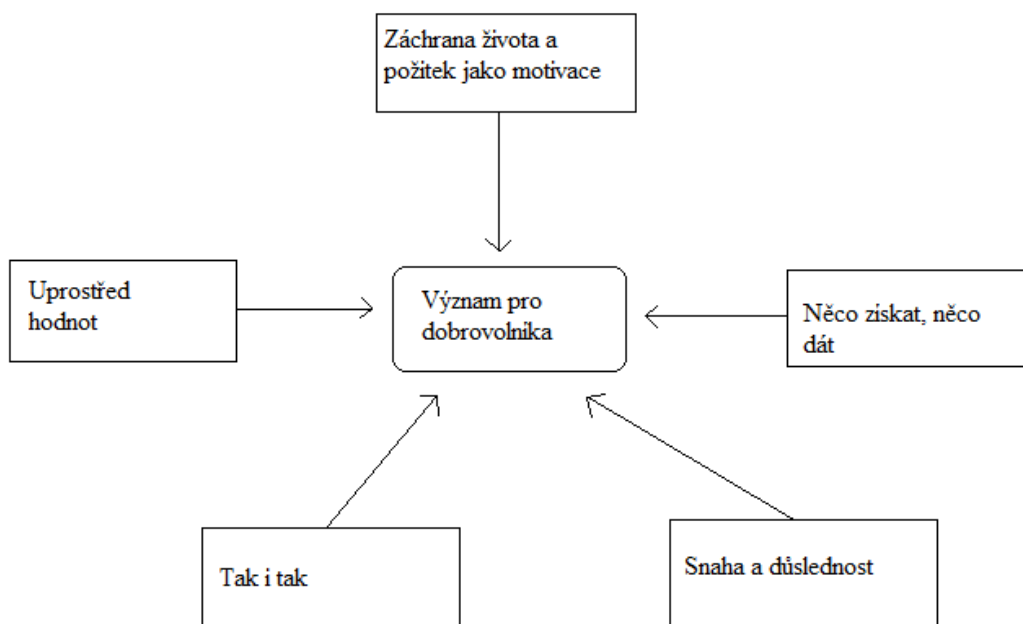 Záchrana života a
požitek jako motivace
Uprostřed
hodnot
Význam pro
dobrovolníka
Něco získat, něco
dát
Tak i tak
Snaha a důslednost